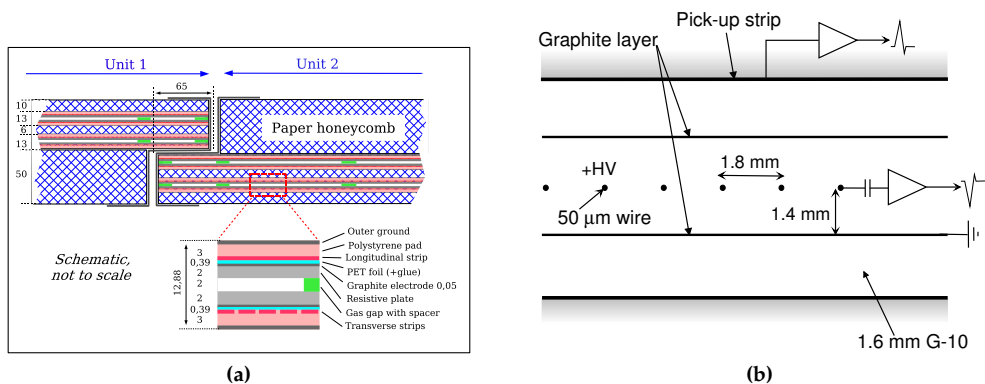 Unit 1
Unit 2
65
10
13
6
13
50
Paper honeycomb
Schematic,
not to scale
12,88
3
0,39
2
2
2
0,39
3
Outer ground
Polystyrene pad
Longitudinal strip
PET foil (+glue)
Graphite electrode 0,05
Resistive plate
Gas gap with spacer
Transverse strips
(a)
Pick-up strip
Graphite layer
+HV
1.8 mm
50 μm wire
1.4 mm
1.6 mm G-10
(b)